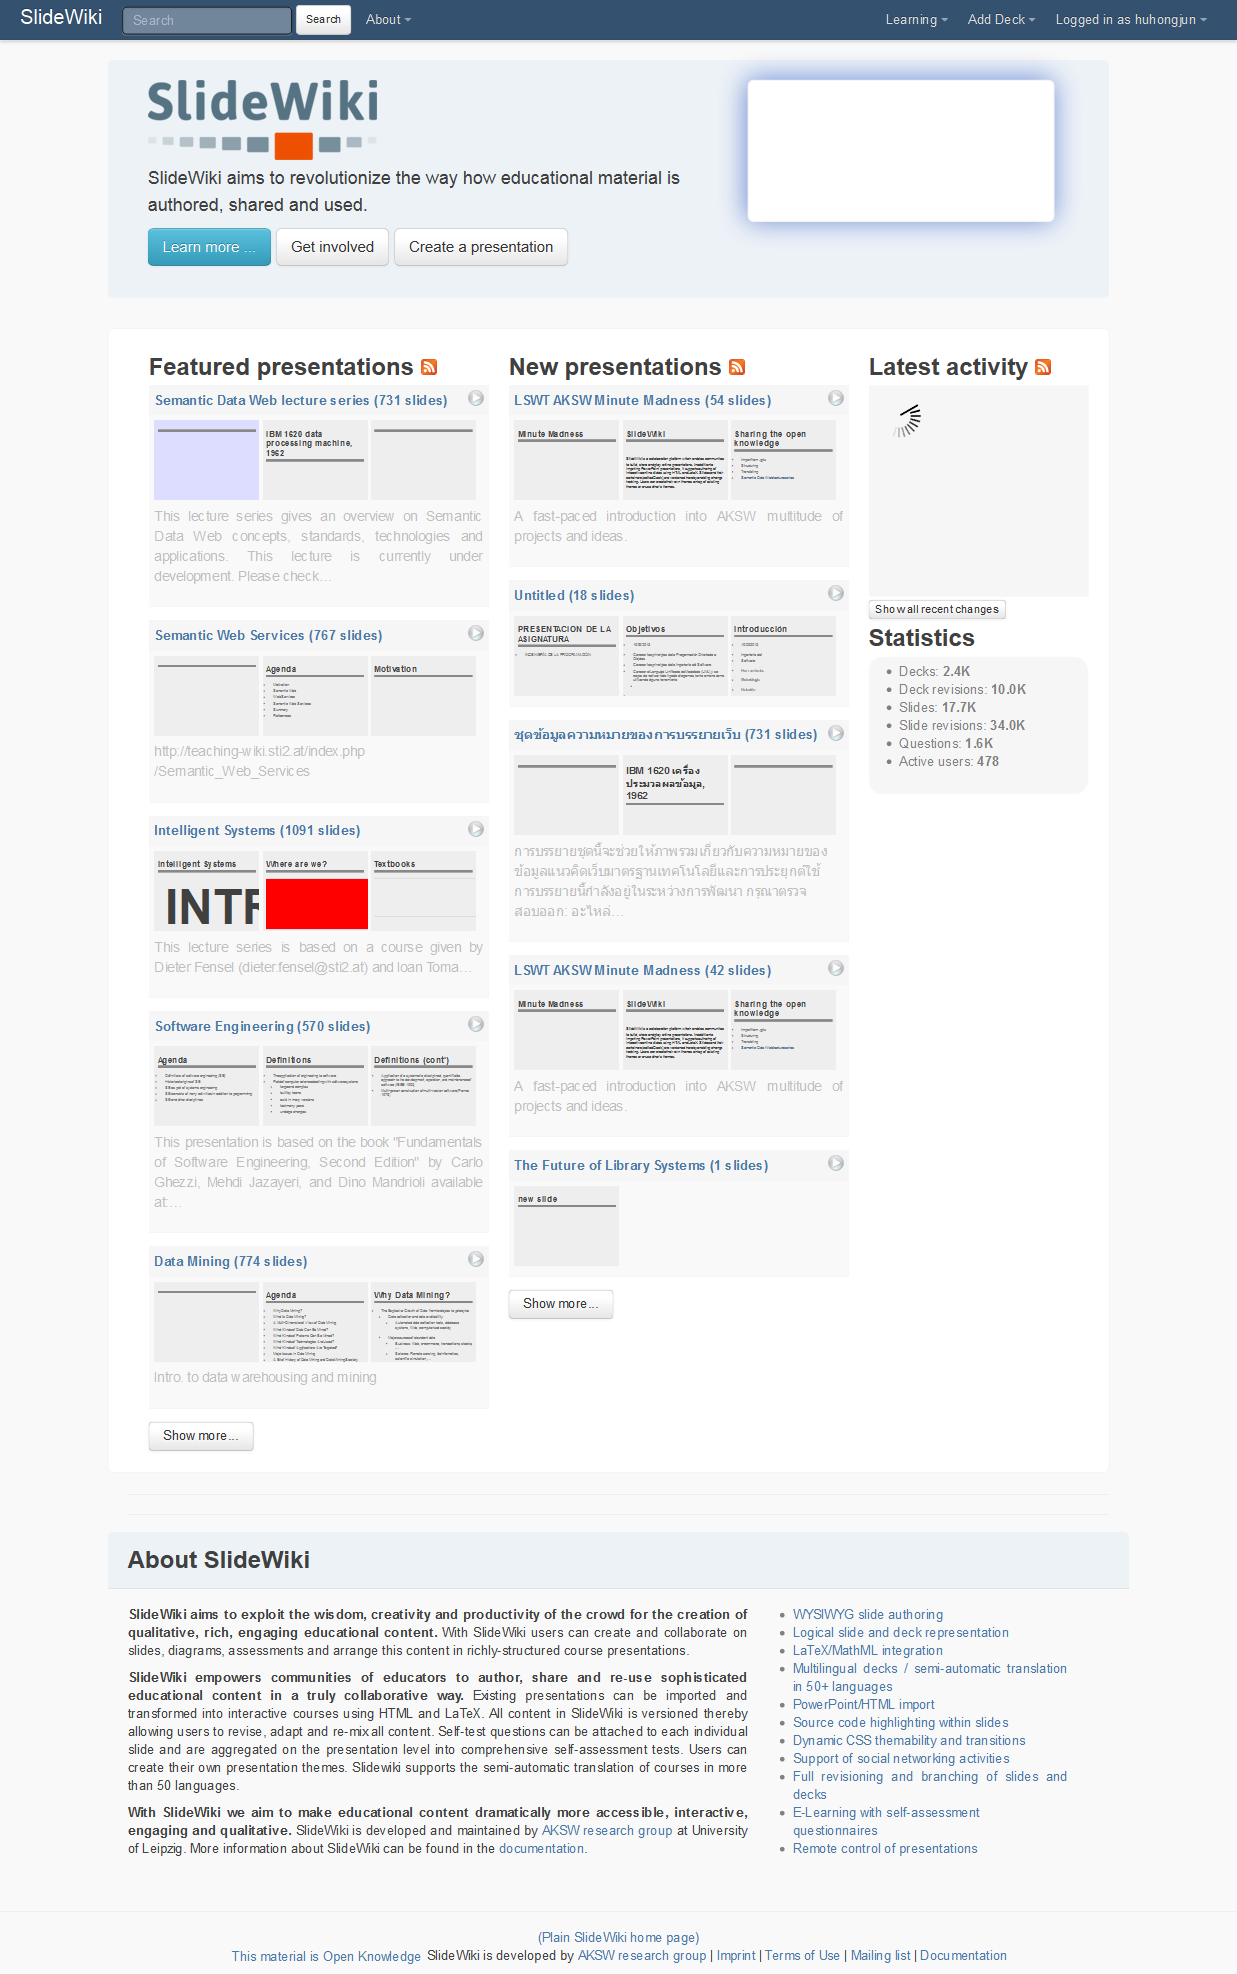 SlideWiki
Search
Search
About
Learning
Add Deck
Logged in as huhongjun
SlideWiki
SlideWiki aims to revolutionize the way how educational material is
authored, shared and used.
Learn more ...
Get involved
Create a presentation
Featured presentations
Semantic Data Web lecture series (731 slides)
IBM 1620 data
processing machine,
1962
This lecture series gives an overview on Semantic
Data Web concepts, standards, technologies and
applications. This lecture is currently under
development. Please check...
Semantic Web Services (767 slides)
Agenda
Motivation
Semantic Web
Web Services
Semantic Web Services
Summary
References
Motivation
http://teaching-wiki.sti2.at/index.php
/Semantic_Web_Services
Intelligent Systems (1091 slides)
Intelligent Systems
INTR
Where are we?
Textbooks
This lecture series is based on a course given by
Dieter Fensel (dieter.fensel@sti2.at) and Ioan Toma...
Software Engineering (570 slides)
Agenda
Definitions
Definitions (cont')
This presentation is based on the book "Fundamentals
of Software Engineering, Second Edition" by Carlo
Ghezzi, Mehdi Jazayeri, and Dino Mandrioli available
at:...
Data Mining (774 slides)
Agenda
Why Data Mining?
Intro. to data warehousing and mining
Show more...
New presentations
LSWT AKSW Minute Madness (54 slides)
Minute Madness
SlideWiki
Sharing the open
knowledge
A fast-paced introduction into AKSW multitude of
projects and ideas.
Untitled (18 slides)
PRESENTACION DE LA
ASIGNATURA
INGENIERÍA DE LA PROGRAMACIÓN
Objetivos
Introducción
ชุดข้อมูลความหมายของการบรรยายเว็บ (731 slides)
IBM 1620 เครื่อง
ประมวลผลข้อมูล,
1962
การบรรยายชุดนี้จะช่วยให้ภาพรวมเกี่ยวกับความหมายของ
ข้อมูลแนวคิดเว็บมาตรฐานเทคโนโลยีและการประยุกต์ใช้
การบรรยายนี้กำลังอยู่ในระหว่างการพัฒนา กรุณาตรวจ
สอบออก: อะไหล่...
LSWT AKSW Minute Madness (42 slides)
Minute Madness
SlideWiki
Sharing the open
knowledge
A fast-paced introduction into AKSW multitude of
projects and ideas.
The Future of Library Systems (1 slides)
new slide
Show more...
Latest activity
Show all recent changes
Statistics
Decks: 2.4K
Deck revisions: 10.0K
Slides: 17.7K
Slide revisions: 34.0K
Questions: 1.6K
Active users: 478
About SlideWiki
SlideWiki aims to exploit the wisdom, creativity and productivity of the crowd for the creation of
qualitative, rich, engaging educational content. With SlideWiki users can create and collaborate on
slides, diagrams, assessments and arrange this content in richly-structured course presentations.
SlideWiki empowers communities of educators to author, share and re-use sophisticated
educational content in a truly collaborative way. Existing presentations can be imported and
transformed into interactive courses using HTML and LaTeX. All content in SlideWiki is versioned thereby
allowing users to revise, adapt and re-mix all content. Self-test questions can be attached to each individual
slide and are aggregated on the presentation level into comprehensive self-assessment tests. Users can
create their own presentation themes. Slidewiki supports the semi-automatic translation of courses in more
than 50 languages.
With SlideWiki we aim to make educational content dramatically more accessible, interactive,
engaging and qualitative. SlideWiki is developed and maintained by AKSW research group at University
of Leipzig. More information about SlideWiki can be found in the documentation.
WYSIWYG slide authoring
Logical slide and deck representation
LaTeX/MathML integration
Multilingual decks / semi-automatic translation
in 50+ languages
PowerPoint/HTML import
Source code highlighting within slides
Dynamic CSS themability and transitions
Support of social networking activities
Full revisioning and branching of slides and
decks
E-Learning with self-assessment
questionnaires
Remote control of presentations
(Plain SlideWiki home page)
This material is Open Knowledge SlideWiki is developed by AKSW research group | Imprint | Terms of Use | Mailing list | Documentation